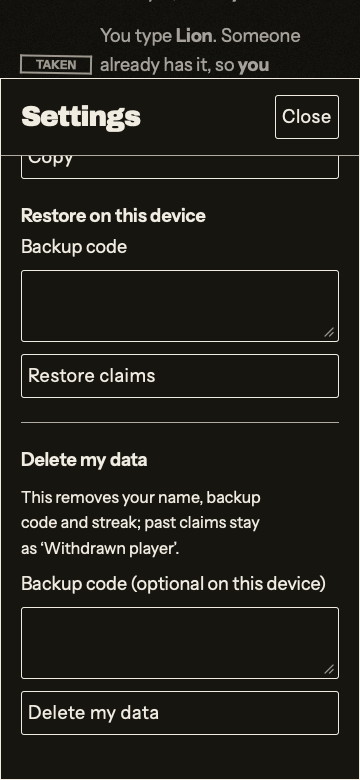 You type Lion. Someone
TAKEN already has it, so you
Settings
Close
Copy
Restore on this device
Backup code
Restore claims
Delete my data
This removes your name, backup
code and streak; past claims stay
as ‘Withdrawn player’.
Backup code (optional on this device)
Delete my data